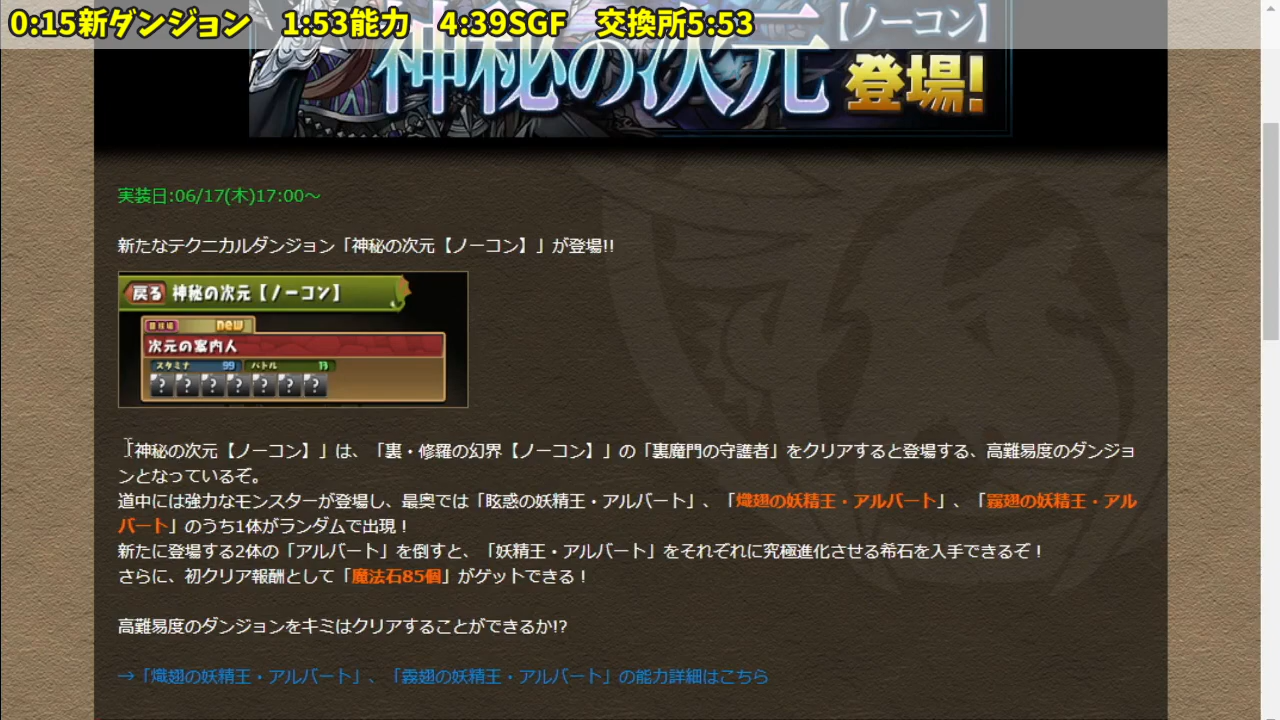 0:15新ダンジョン　1:53能力　4:39SGF　交換所5:53
神秘の次元【ノーコン】
登場!
実装日:06/17(木)17:00～
新たなテクニカルダンジョン「神秘の次元【ノーコン】」が登場!!
戻る 神秘の次元【ノーコン】
new
次元の案内人
スタミナ 99 バトル 13
? ? ? ? ? ? ?
「神秘の次元【ノーコン】」は、「裏・修羅の幻界【ノーコン】」の「裏魔門の守護者」をクリアすると登場する、高難易度のダンジョ
ンとなっているぞ。
道中には強力なモンスターが登場し、最奥では「眩惑の妖精王・アルバート」、「熾翅の妖精王・アルバート」、「霧翅の妖精王・アル
バート」のうち1体がランダムで出現！
新たに登場する2体の「アルバート」を倒すと、「妖精王・アルバート」をそれぞれに究極進化させる希石を入手できるぞ！
さらに、初クリア報酬として「魔法石85個」がゲットできる！
高難易度のダンジョンをキミはクリアすることができるか!?
→「熾翅の妖精王・アルバート」、「霧翅の妖精王・アルバート」の能力詳細はこちら